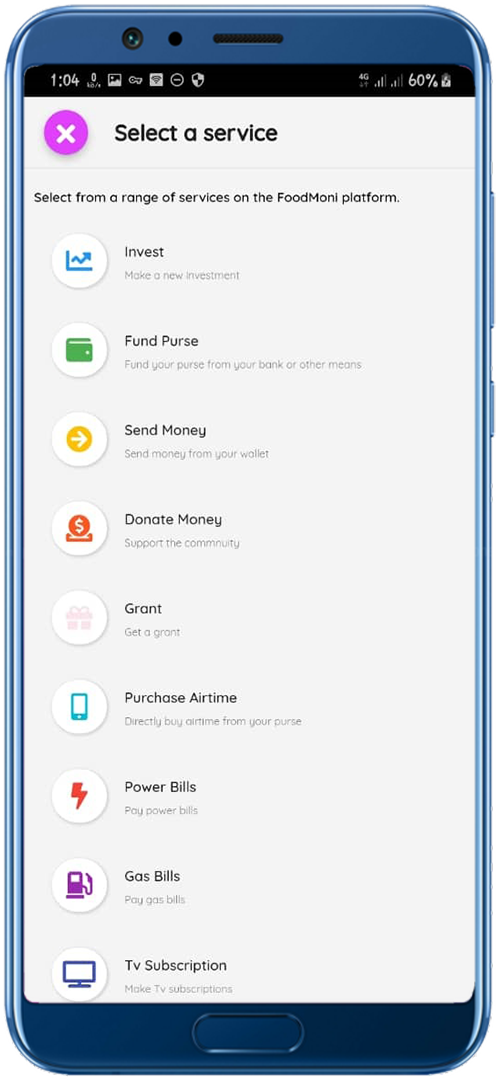 1:04 0 kb/s 4G 60%
Select a service
Select from a range of services on the FoodMoni platform.
Invest
Make a new investment
Fund Purse
Fund your purse from your bank or other means
Send Money
Send money from your wallet
Donate Money
Support the commnuity
Grant
Get a grant
Purchase Airtime
Directly buy airtime from your purse
Power Bills
Pay power bills
Gas Bills
Pay gas bills
Tv Subscription
Make Tv subscriptions